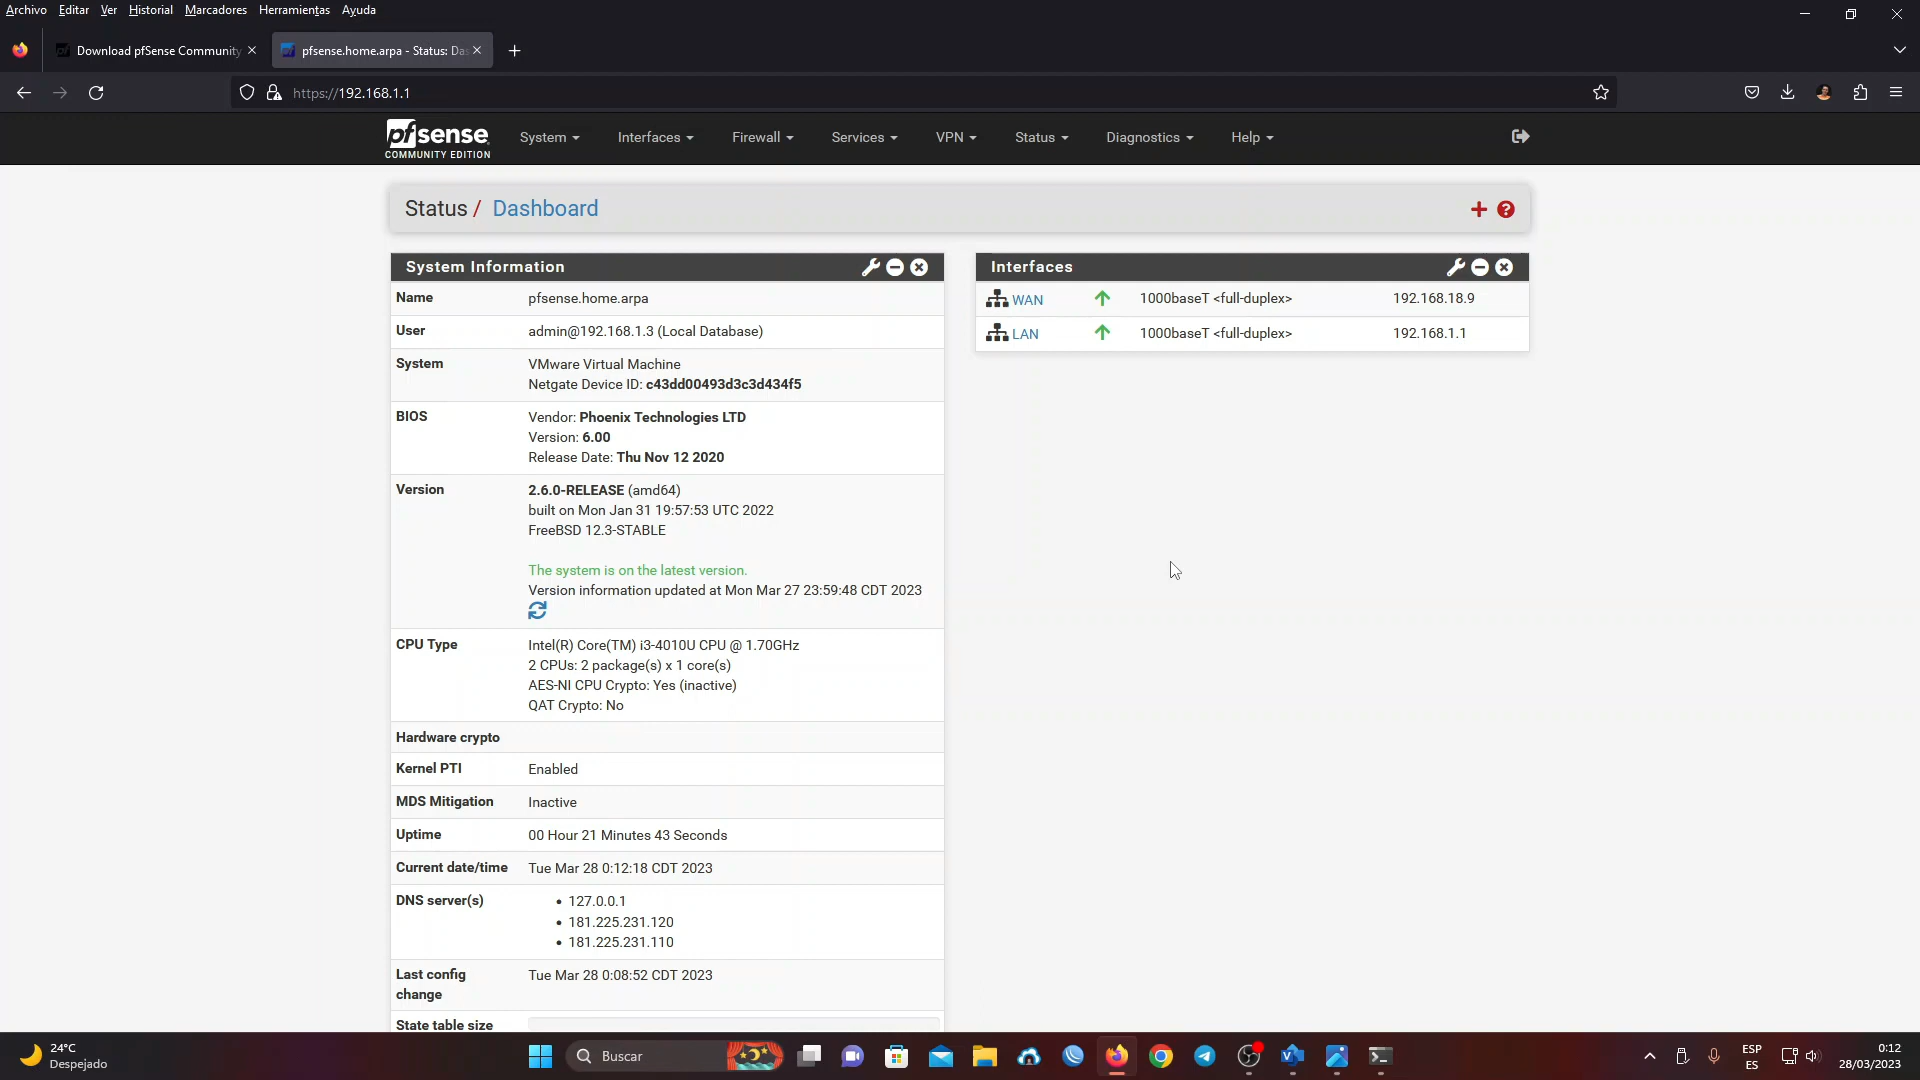 Archivo Editar Ver Historial Marcadores Herramientas Ayuda
Download pfSense Community
pfsense.home.arpa - Status: Das
https://192.168.1.1
pfsense
COMMUNITY EDITION
System Interfaces Firewall Services VPN Status Diagnostics Help
Status / Dashboard
System Information
Name pfsense.home.arpa
User admin@192.168.1.3 (Local Database)
System VMware Virtual Machine
Netgate Device ID: c43dd00493d3c3d434f5
BIOS Vendor: Phoenix Technologies LTD
Version: 6.00
Release Date: Thu Nov 12 2020
Version 2.6.0-RELEASE (amd64)
built on Mon Jan 31 19:57:53 UTC 2022
FreeBSD 12.3-STABLE
The system is on the latest version.
Version information updated at Mon Mar 27 23:59:48 CDT 2023
CPU Type Intel(R) Core(TM) i3-4010U CPU @ 1.70GHz
2 CPUs: 2 package(s) x 1 core(s)
AES-NI CPU Crypto: Yes (inactive)
QAT Crypto: No
Hardware crypto
Kernel PTI Enabled
MDS Mitigation Inactive
Uptime 00 Hour 21 Minutes 43 Seconds
Current date/time Tue Mar 28 0:12:18 CDT 2023
DNS server(s)
• 127.0.0.1
• 181.225.231.120
• 181.225.231.110
Last config change Tue Mar 28 0:08:52 CDT 2023
State table size
Interfaces
WAN 1000baseT <full-duplex> 192.168.18.9
LAN 1000baseT <full-duplex> 192.168.1.1
24°C
Despejado
Buscar
ESP
ES
0:12
28/03/2023